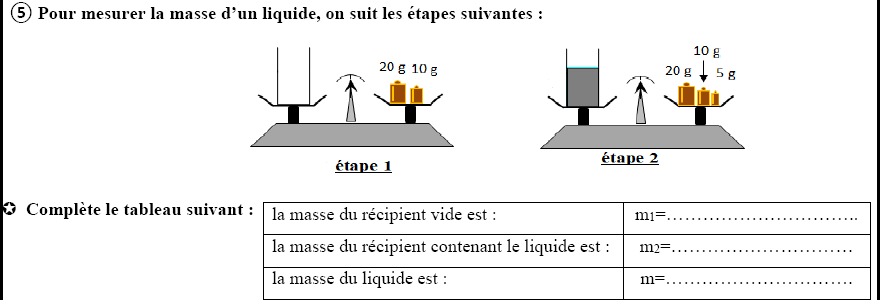 ⑤ Pour mesurer la masse d'un liquide, on suit les étapes suivantes :
20 g 10 g
10 g
20 g 5 g
étape 1
étape 2
✪ Complète le tableau suivant :
la masse du récipient vide est : m1=…………………………..
la masse du récipient contenant le liquide est : m2=…………………………
la masse du liquide est : m=………………………….